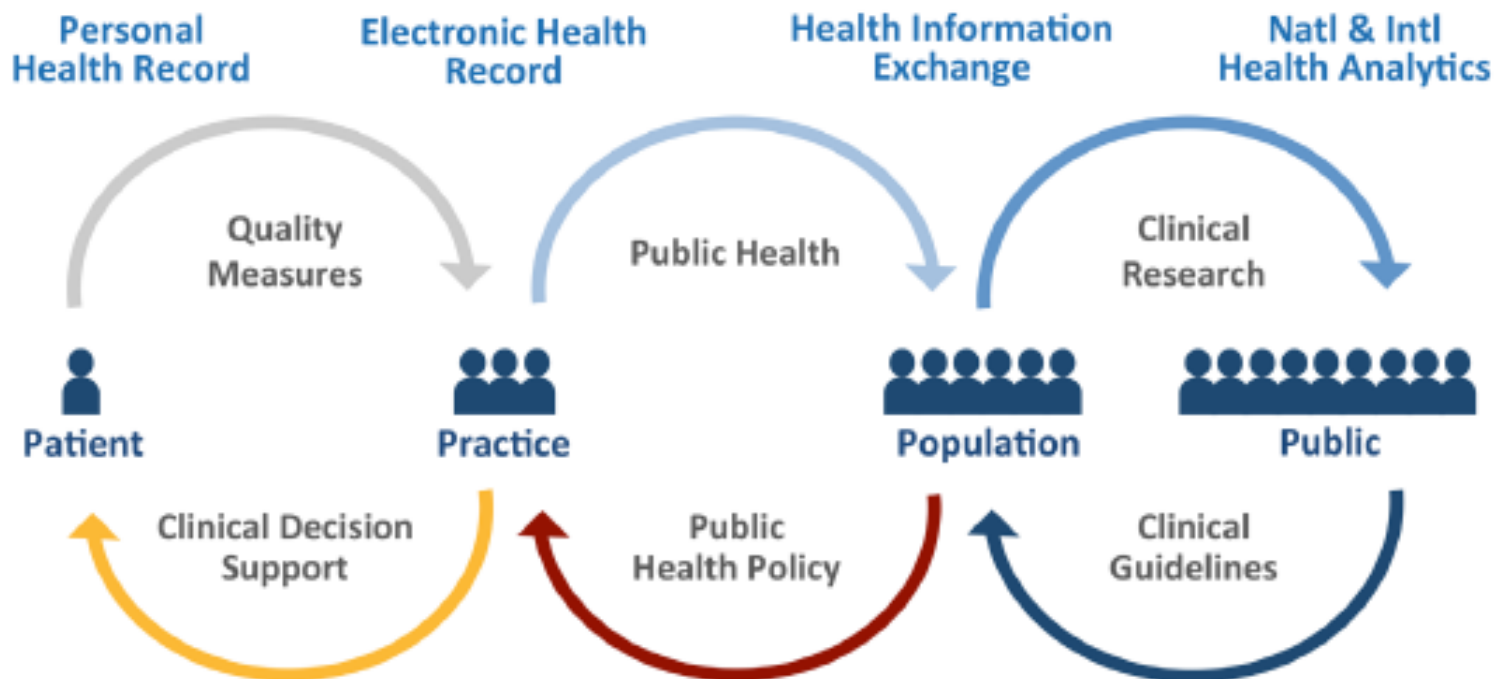 Personal
Health Record
Electronic Health
Record
Health Information
Exchange
Natl & Intl
Health Analytics
Quality
Measures
Public Health
Clinical
Research
Patient
Practice
Population
Public
Clinical Decision
Support
Public
Health Policy
Clinical
Guidelines